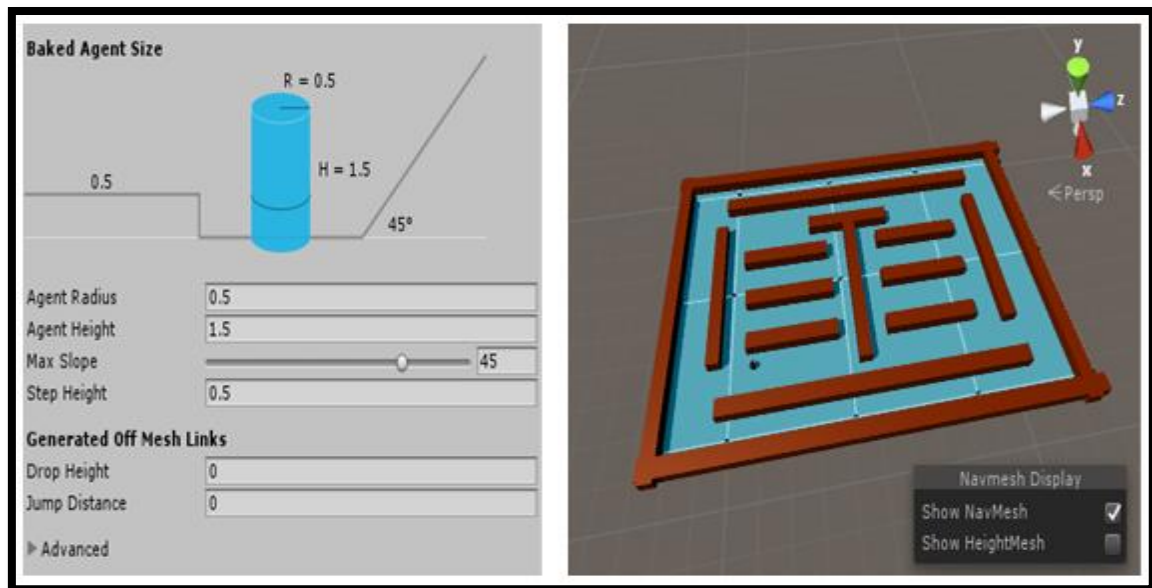 Baked Agent Size
R = 0.5
H = 1.5
0.5
45°
Agent Radius 0.5
Agent Height 1.5
Max Slope 45
Step Height 0.5
Generated Off Mesh Links
Drop Height 0
Jump Distance 0
Advanced
y
z
x
Persp
Navmesh Display
Show NavMesh
Show HeightMesh